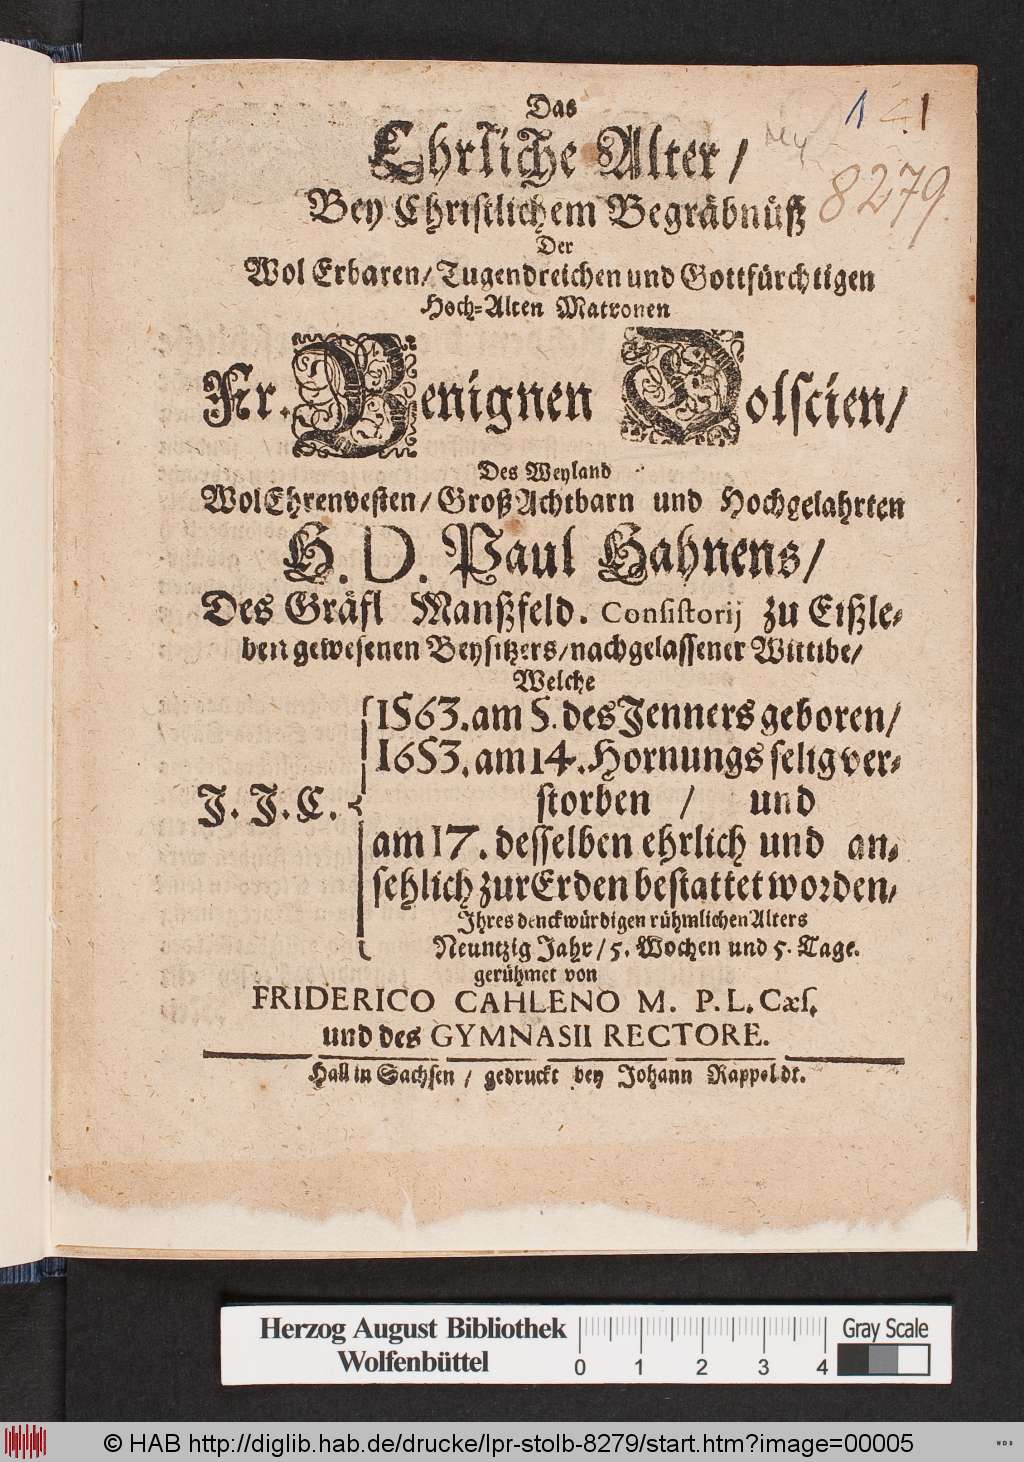 1 1
8279
Das
Ehrliche Alter /
Bey Christlichem Begräbnüß
Der
Wol Erbaren / Tugendreichen und Gottfürchtigen
Hoch=Alten Matronen
Fr. Benignen Dolscien /
Des Weyland
WolEhrenvesten / Groß Achtbarn und Hochgelahrten
H. D. Paul Hahnens /
Des Gräfl Manßfeld. Consistorij zu Eißle=
ben gewesenen Beysitzers / nachgelassener Wittibe /
Welche
1563. am 5. des Jenners geboren /
1653. am 14. Hornungs selig ver=
J. J. C. storben / und
am 17. desselben ehrlich und an=
sehlich zur Erden bestattet worden /
Jhres denckwürdigen rühmlichen Alters
Neuntzig Jahr / 5. Wochen und 5. Tage.
gerühmet von
FRIDERICO CAHLENO M. P. L. Cæs.
und des GYMNASII RECTORE.
Hall in Sachsen / gedruckt bey Johann Rappoldt.
Herzog August Bibliothek
Wolfenbüttel
0 1 2 3 4
Gray Scale
© HAB http://diglib.hab.de/drucke/lpr-stolb-8279/start.htm?image=00005